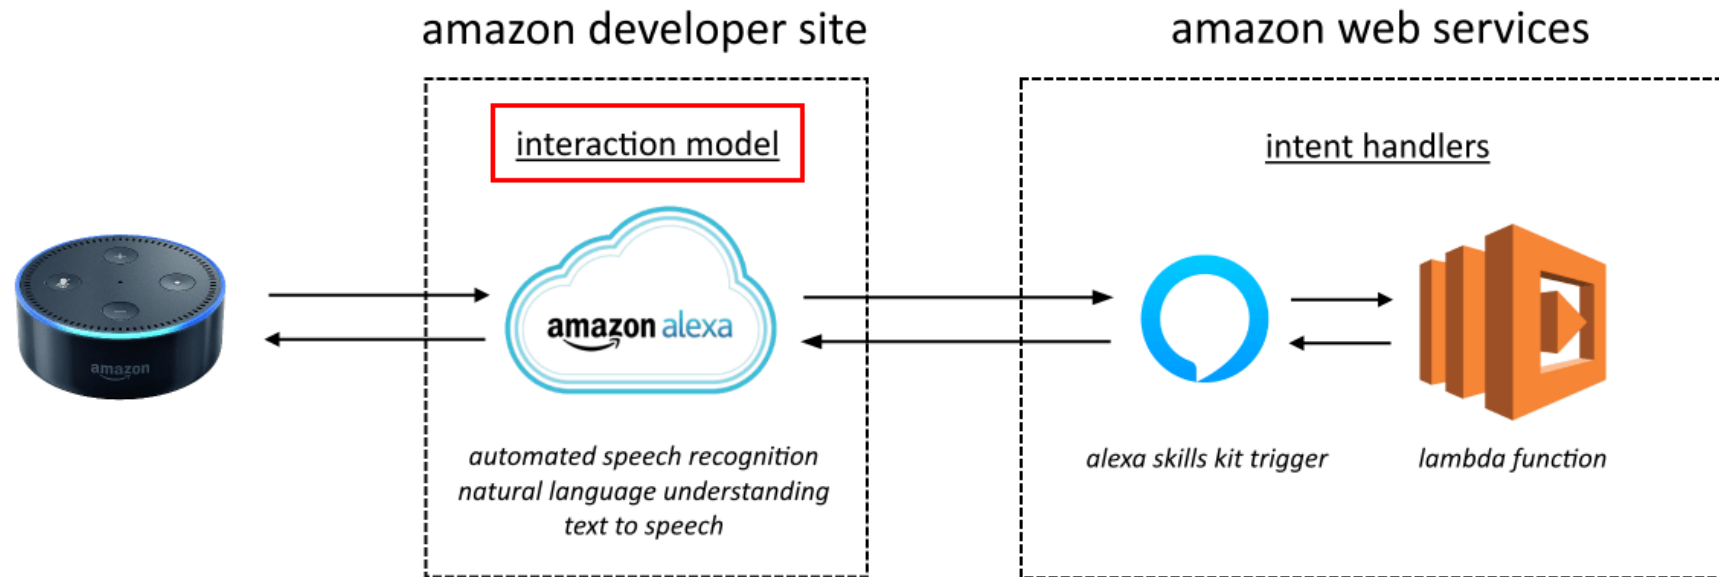 amazon developer site
amazon web services
interaction model
intent handlers
amazon
amazon alexa
automated speech recognition
natural language understanding
text to speech
alexa skills kit trigger
lambda function